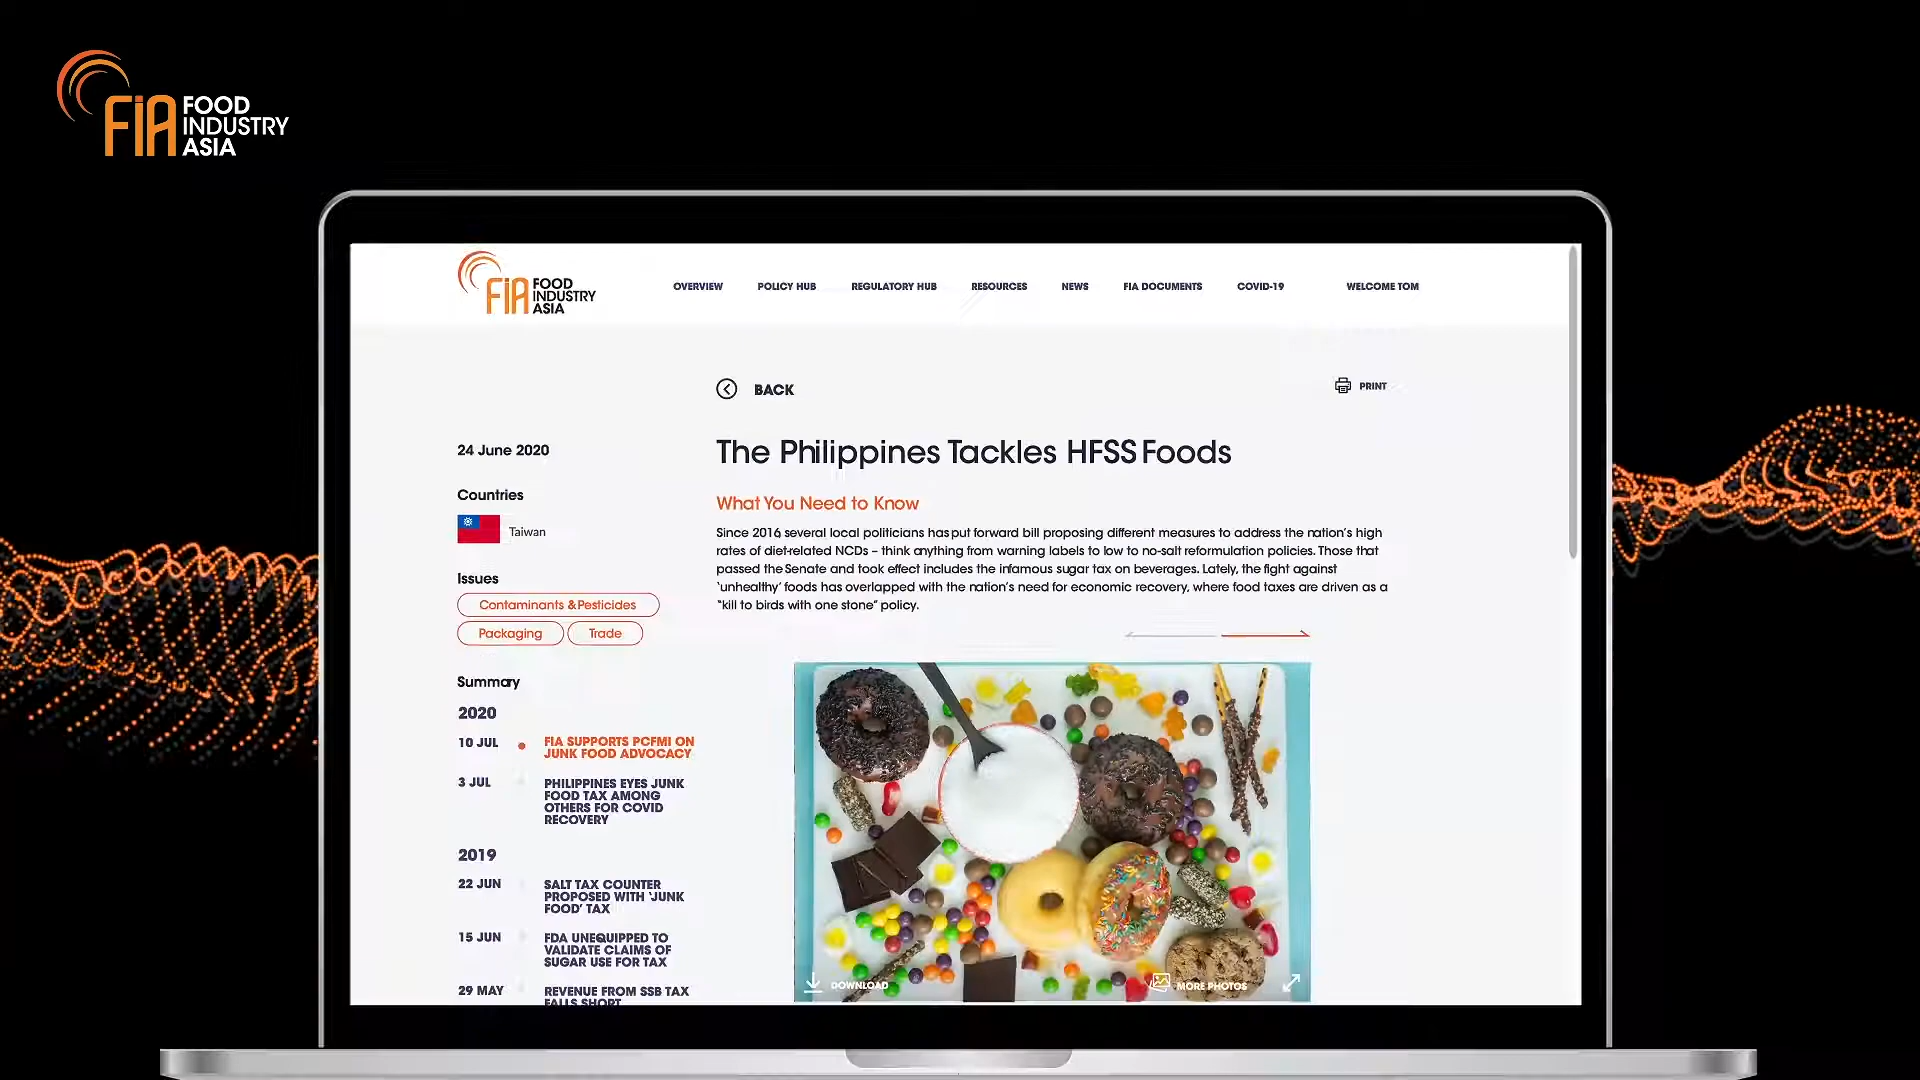 FIA FOOD
INDUSTRY
ASIA
FIA FOOD
INDUSTRY
ASIA
OVERVIEW POLICY HUB REGULATORY HUB RESOURCES NEWS FIA DOCUMENTS COVID-19 WELCOME TOM
BACK
PRINT
24 June 2020
Countries
Taiwan
Issues
Contaminants & Pesticides
Packaging
Trade
Summary
2020
10 JUL
FIA SUPPORTS PCFMI ON
JUNK FOOD ADVOCACY
3 JUL
PHILIPPINES EYES JUNK
FOOD TAX AMONG
OTHERS FOR COVID
RECOVERY
2019
22 JUN
SALT TAX COUNTER
PROPOSED WITH 'JUNK
FOOD' TAX
15 JUN
FDA UNEQUIPPED TO
VALIDATE CLAIMS OF
SUGAR USE FOR TAX
29 MAY
REVENUE FROM SSB TAX
FALLS SHORT
The Philippines Tackles HFSS Foods
What You Need to Know
Since 2016, several local politicians has put forward bill proposing different measures to address the nation's high
rates of diet-related NCDs – think anything from warning labels to low to no-salt reformulation policies. Those that
passed the Senate and took effect includes the infamous sugar tax on beverages. Lately, the fight against
'unhealthy' foods has overlapped with the nation's need for economic recovery, where food taxes are driven as a
"kill to birds with one stone" policy.
DOWNLOAD
MORE PHOTOS